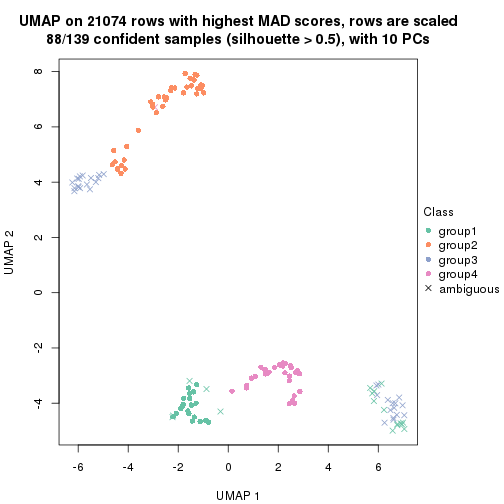 UMAP on 21074 rows with highest MAD scores, rows are scaled
88/139 confident samples (silhouette > 0.5), with 10 PCs
8
6
4
2
0
-2
-4
UMAP 2
-6
-4
-2
0
2
4
6
UMAP 1
Class
group1
group2
group3
group4
ambiguous